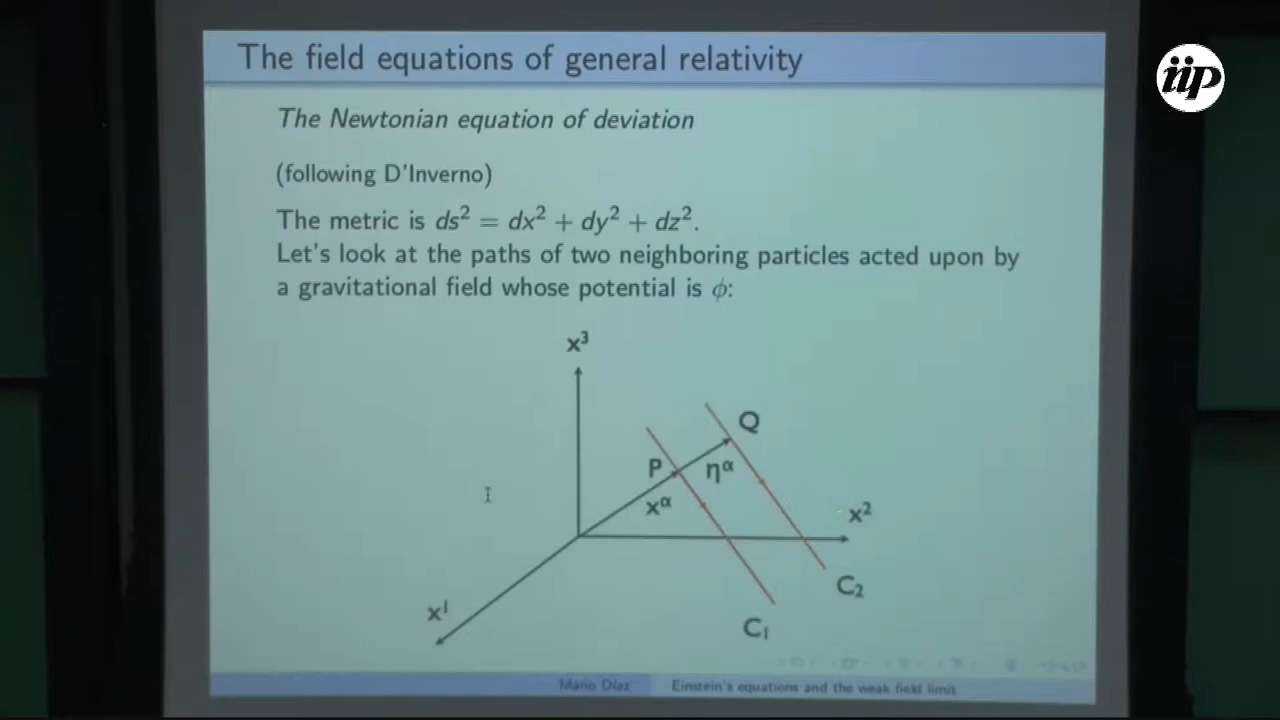 The field equations of general relativity
iip
The Newtonian equation of deviation
(following D'Inverno)
The metric is ds² = dx² + dy² + dz².
Let's look at the paths of two neighboring particles acted upon by
a gravitational field whose potential is ϕ:
x³
Q
P
η^α
x^α
x²
C₂
x¹
C₁
Mario Díaz
Einstein's equations and the weak field limit